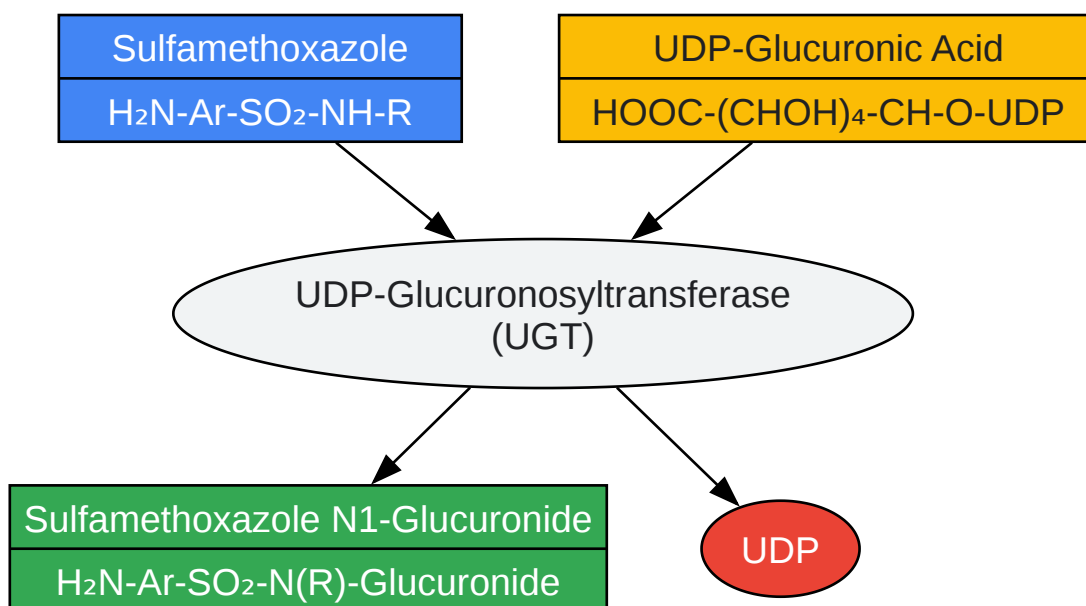 Sulfamethoxazole
H₂N-Ar-SO₂-NH-R
UDP-Glucuronic Acid
HOOC-(CHOH)₄-CH-O-UDP
UDP-Glucuronosyltransferase
(UGT)
Sulfamethoxazole N1-Glucuronide
H₂N-Ar-SO₂-N(R)-Glucuronide
UDP